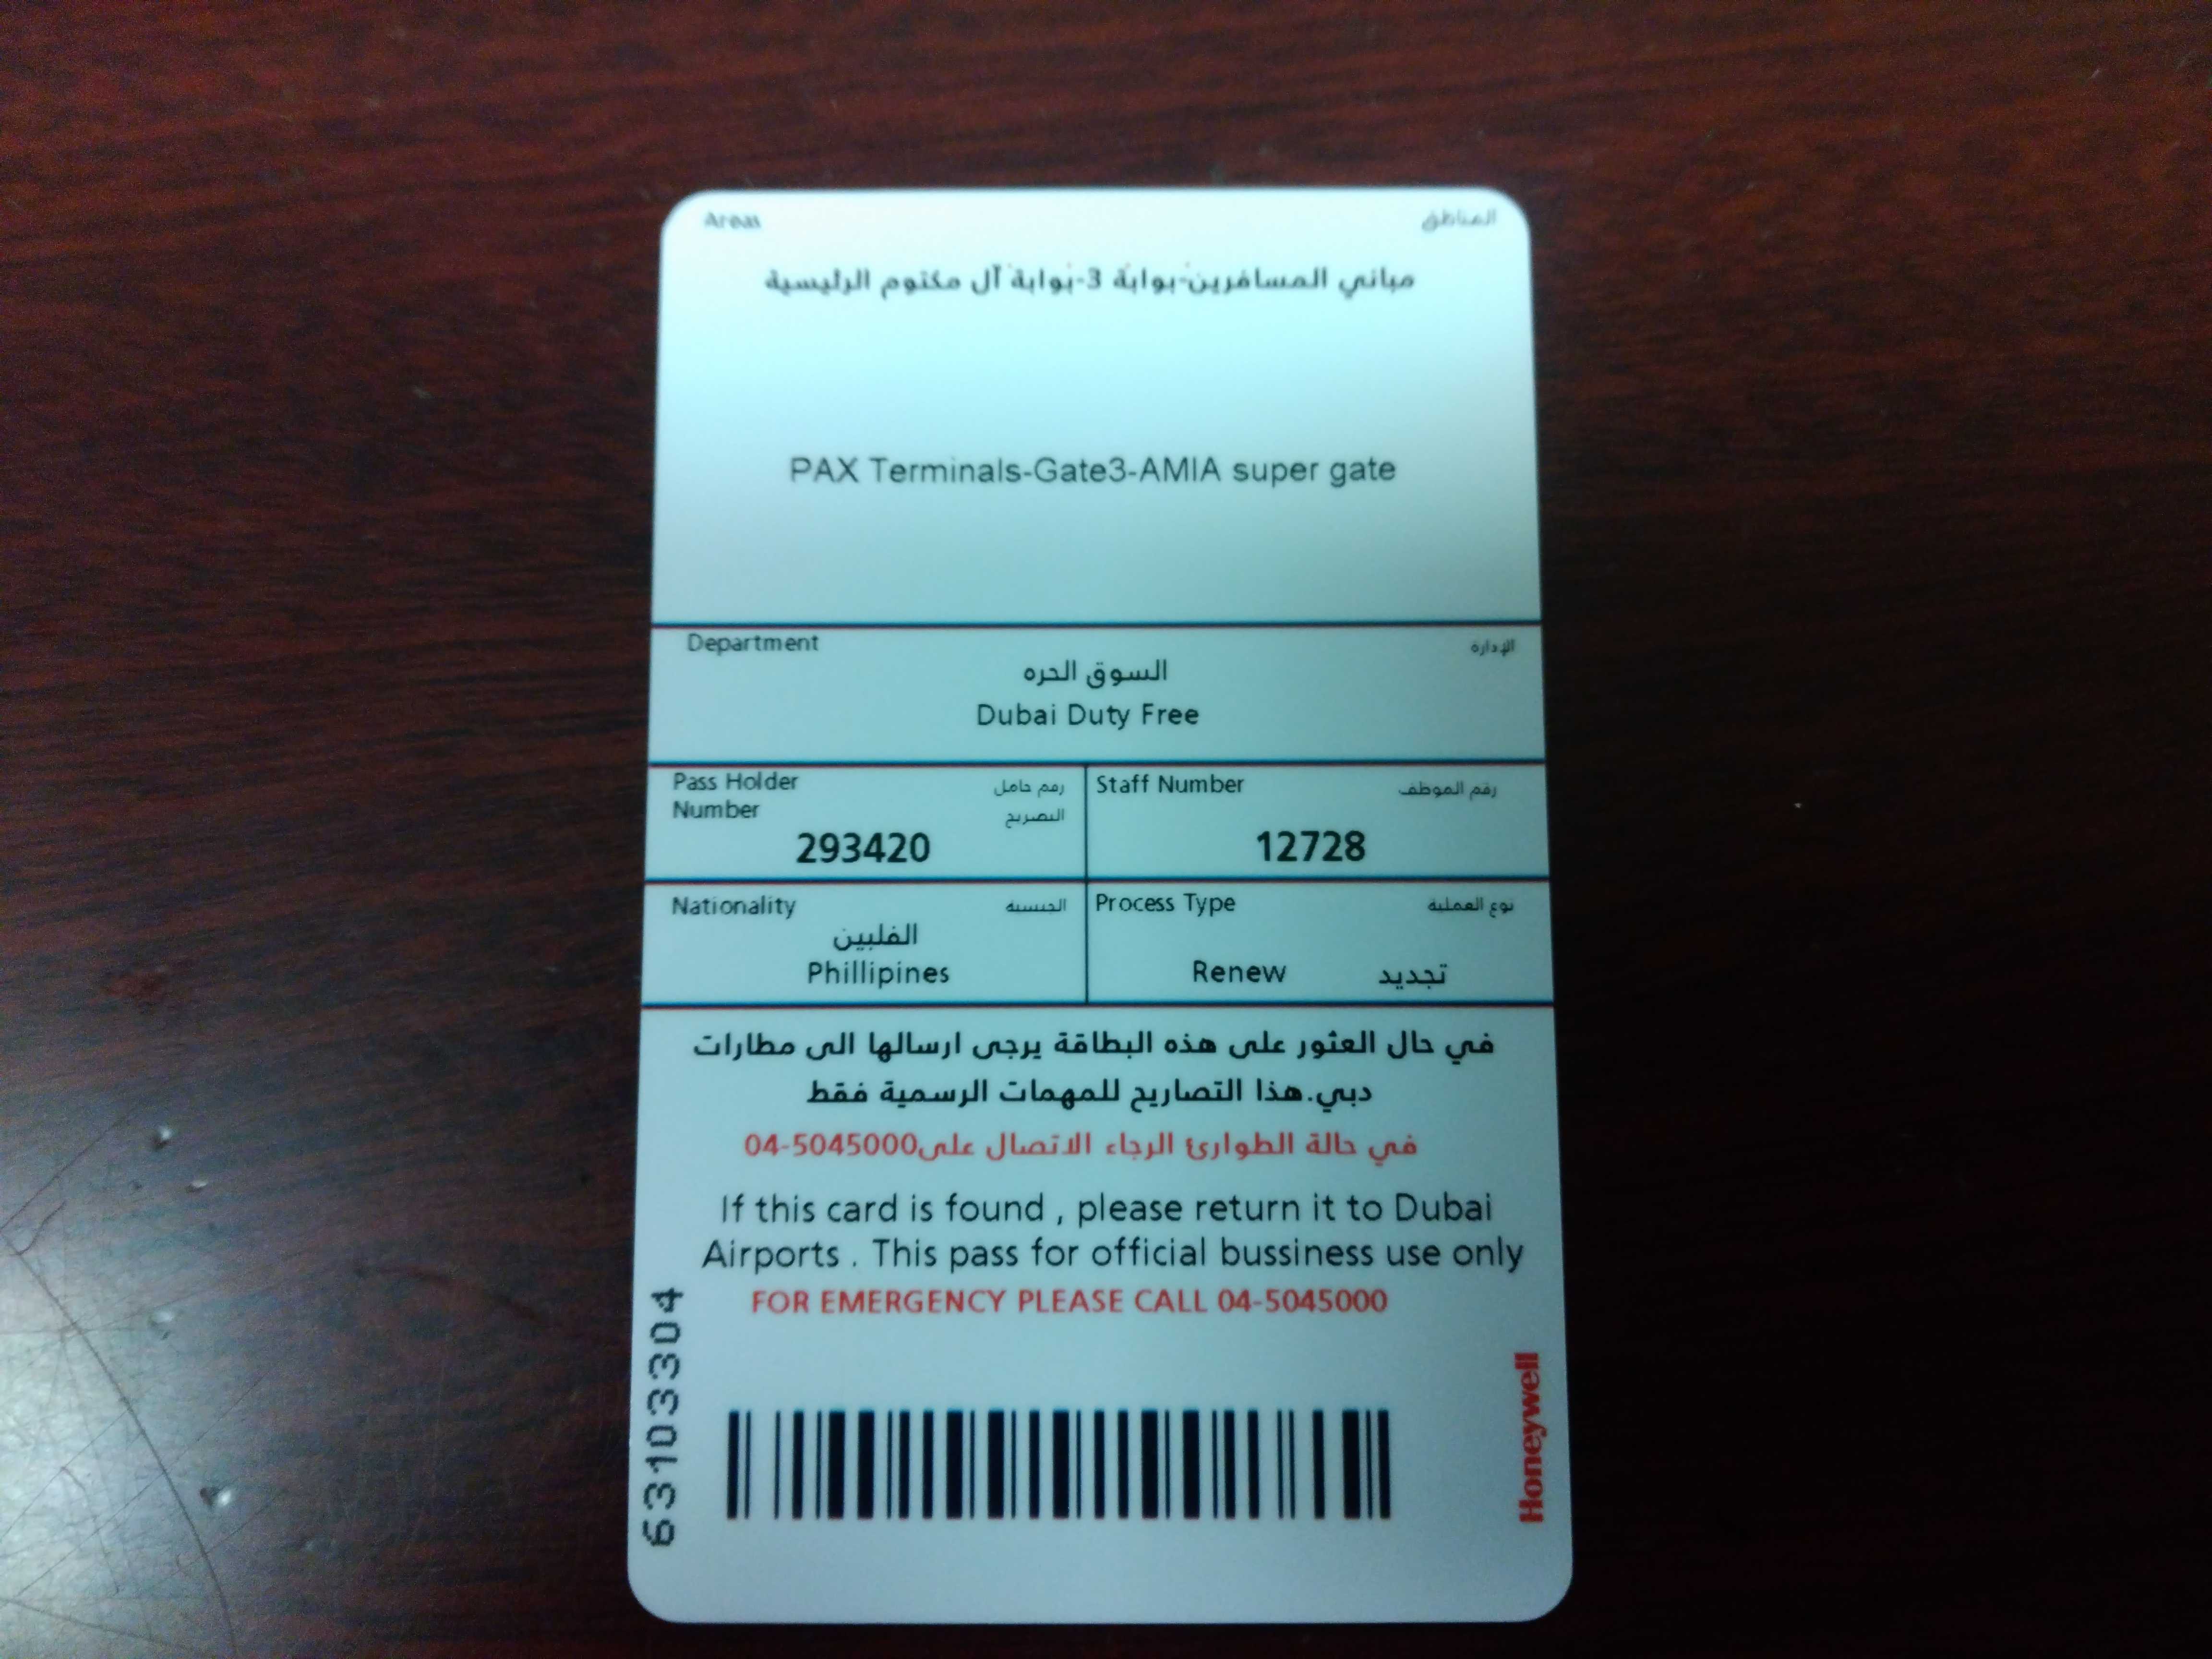 Areas المناطق
مباني المسافرين-بوابة 3-بوابة آل مكتوم الرئيسية
PAX Terminals-Gate3-AMIA super gate
Department الإدارة
السوق الحره
Dubai Duty Free
Pass Holder رقم حامل
Number التصريح
293420
Staff Number رقم الموظف
12728
Nationality الجنسية
الفلبين
Phillipines
Process Type نوع العملية
Renew تجديد
في حال العثور على هذه البطاقة يرجى ارسالها الى مطارات
دبي.هذا التصاريح للمهمات الرسمية فقط
في حالة الطوارئ الرجاء الاتصال على04-5045000
If this card is found , please return it to Dubai
Airports . This pass for official bussiness use only
FOR EMERGENCY PLEASE CALL 04-5045000
63103304
Honeywell